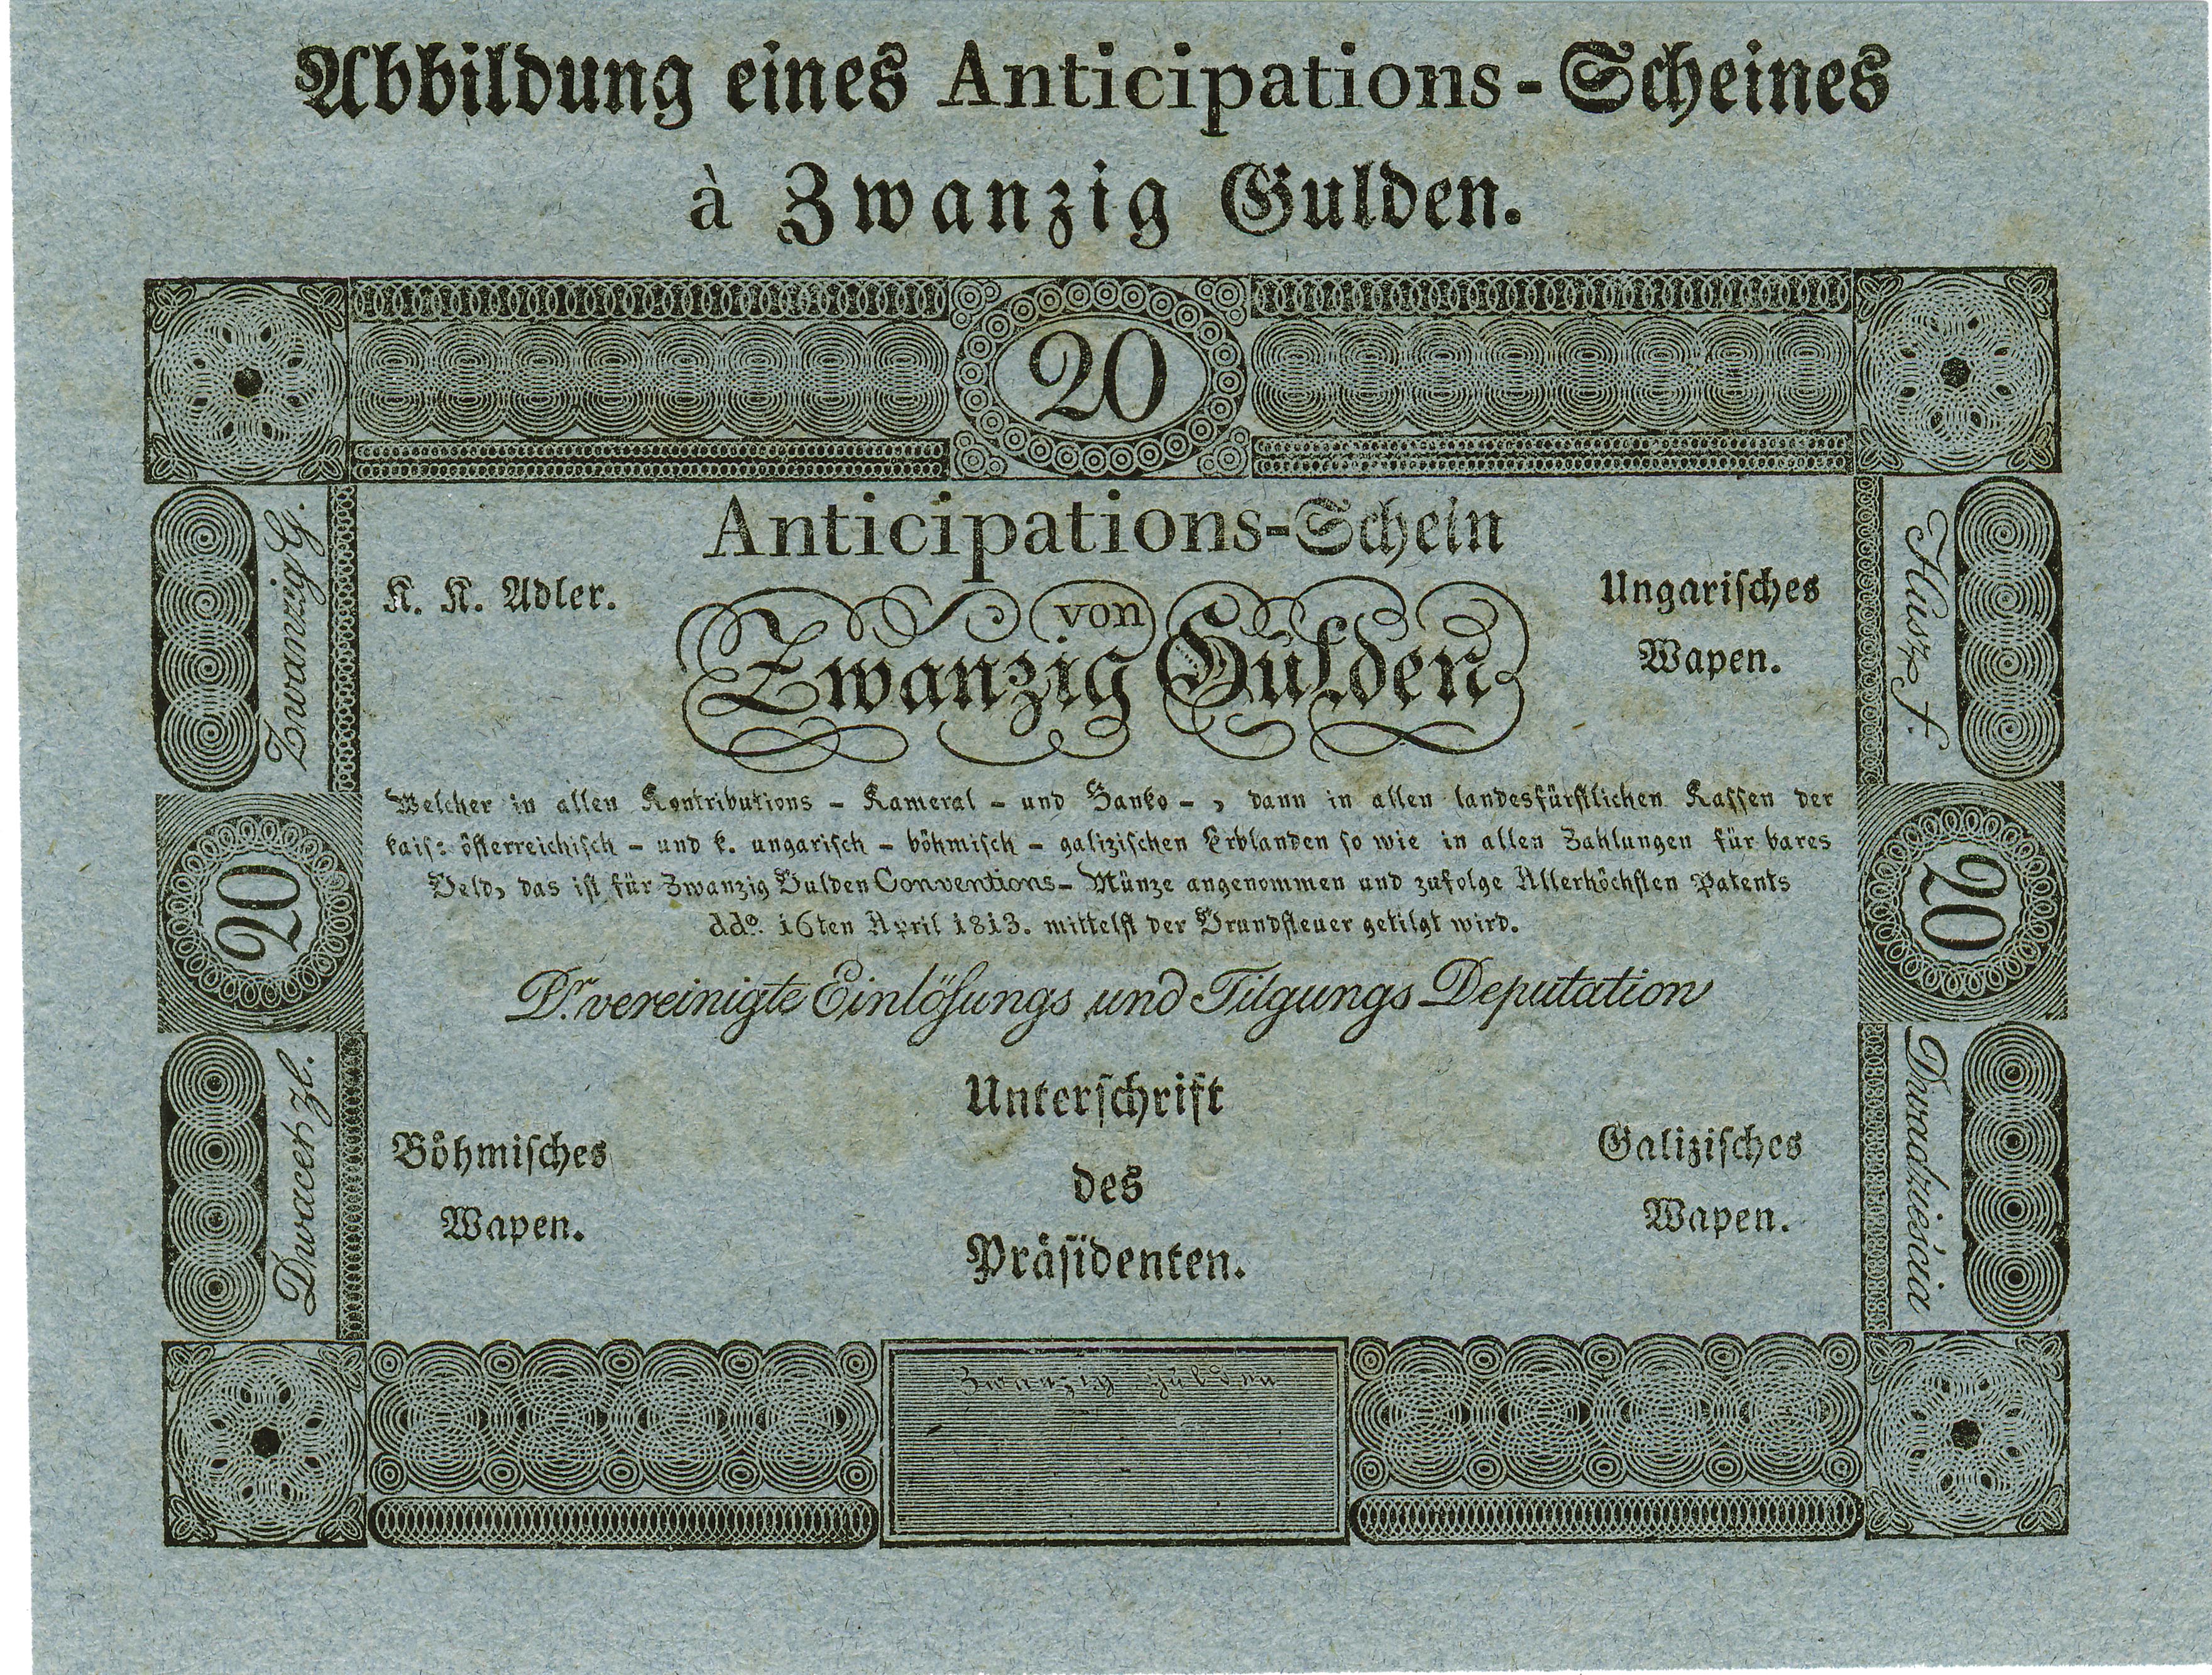 Abbildung eines Anticipations-Scheines
à Zwanzig Gulden.
20
Anticipations-Schein
K. K. Adler.
von
Ungariſches
Wapen.
Zwanzig Gulden
Zwanzig G.
Husz f.
Welcher in allen Kontributions - Kameral - und Banko - , dann in allen landesfürſtlichen Kaſſen der
kaiſ: öſterreichiſch - und k. ungariſch - böhmiſch - galiziſchen Erblanden ſo wie in allen Zahlungen für bares
Geld, das iſt für Zwanzig Gulden Conventions- Münze angenommen und zufolge Allerhöchſten Patents
ddo. 16ten April 1813. mittelſt der Grundſteuer getilgt wird.
20
20
Pr. vereinigte Einlöſungs und Tilgungs Deputation
Unterſchrift
des
Präſidenten.
Böhmiſches
Wapen.
Galiziſches
Wapen.
Dwacet zl.
Dwadzieścia
Zwanzig Gulden